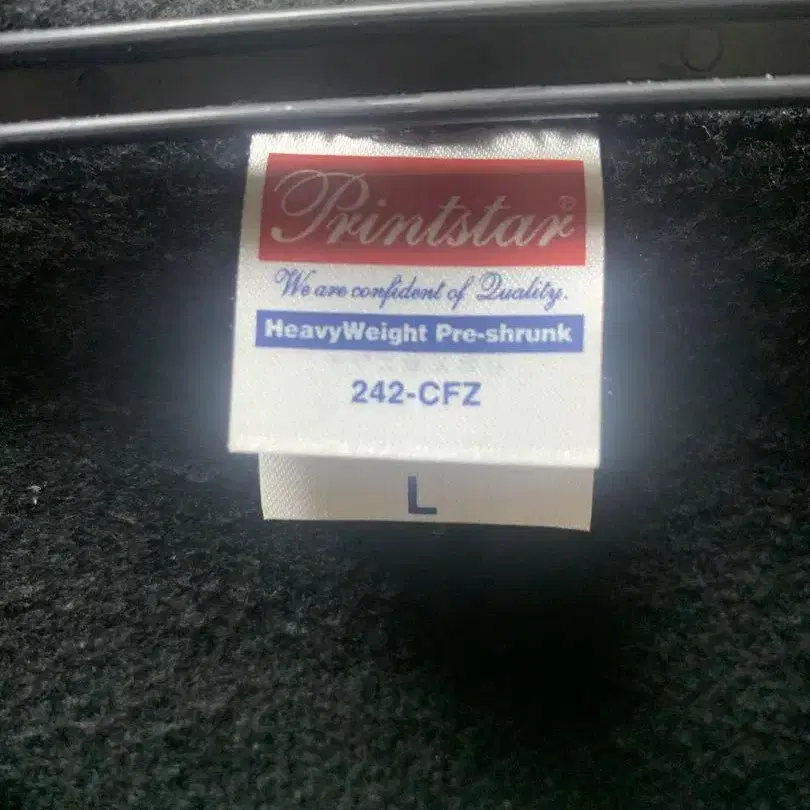 Printstar®
We are confident of Quality.
HeavyWeight Pre-shrunk
242-CFZ
L